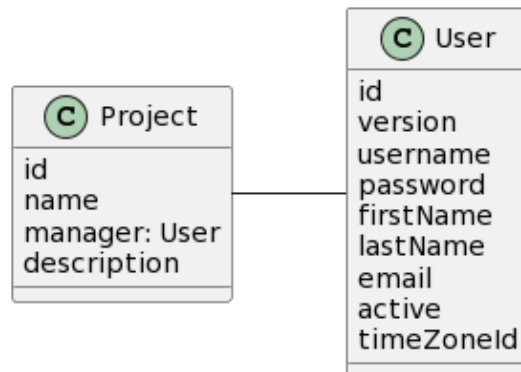 C Project
id
name
manager: User
description
C User
id
version
username
password
firstName
lastName
email
active
timeZoneId